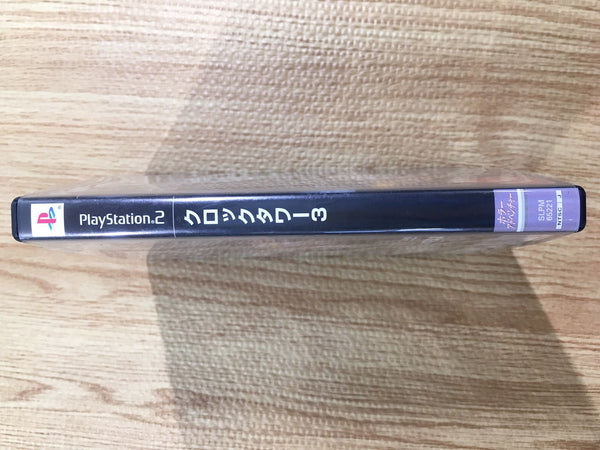 PlayStation.2
クロックタワー3
ホラー
アドベンチャー
SLPM
65221